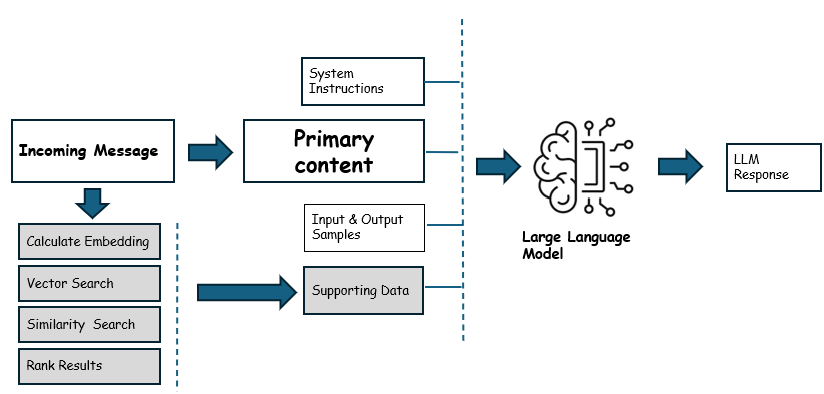 System
Instructions
Incoming Message
Primary
content
LLM
Response
Input & Output
Samples
Large Language
Model
Calculate Embedding
Vector Search
Supporting Data
Similarity Search
Rank Results